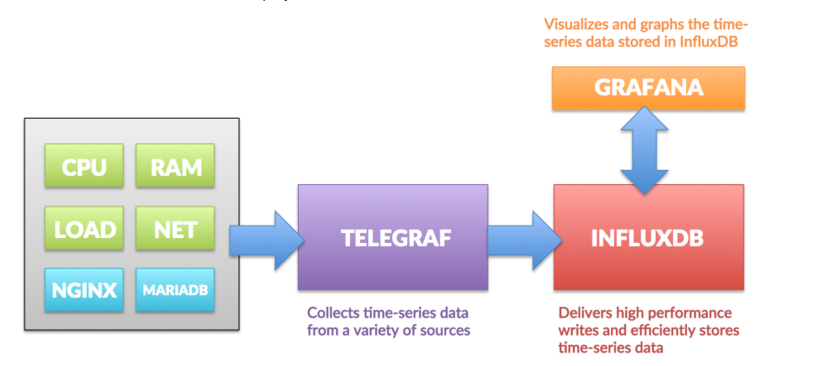 Visualizes and graphs the time-
series data stored in InfluxDB
GRAFANA
CPU
RAM
LOAD
NET
NGINX
MARIADB
TELEGRAF
INFLUXDB
Collects time-series data
from a variety of sources
Delivers high performance
writes and efficiently stores
time-series data